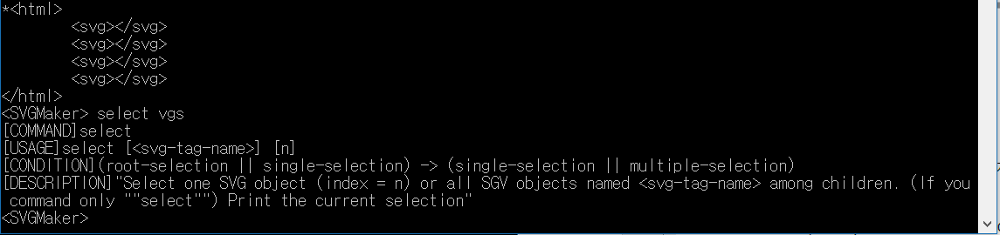 *<html>
<svg></svg>
<svg></svg>
<svg></svg>
<svg></svg>
</html>
<SVGMaker> select vgs
[COMMAND]select
[USAGE]select [<svg-tag-name>] [n]
[CONDITION](root-selection || single-selection) -> (single-selection || multiple-selection)
[DESCRIPTION]"Select one SVG object (index = n) or all SGV objects named <svg-tag-name> among children. (If you
command only ""select"") Print the current selection"
<SVGMaker>